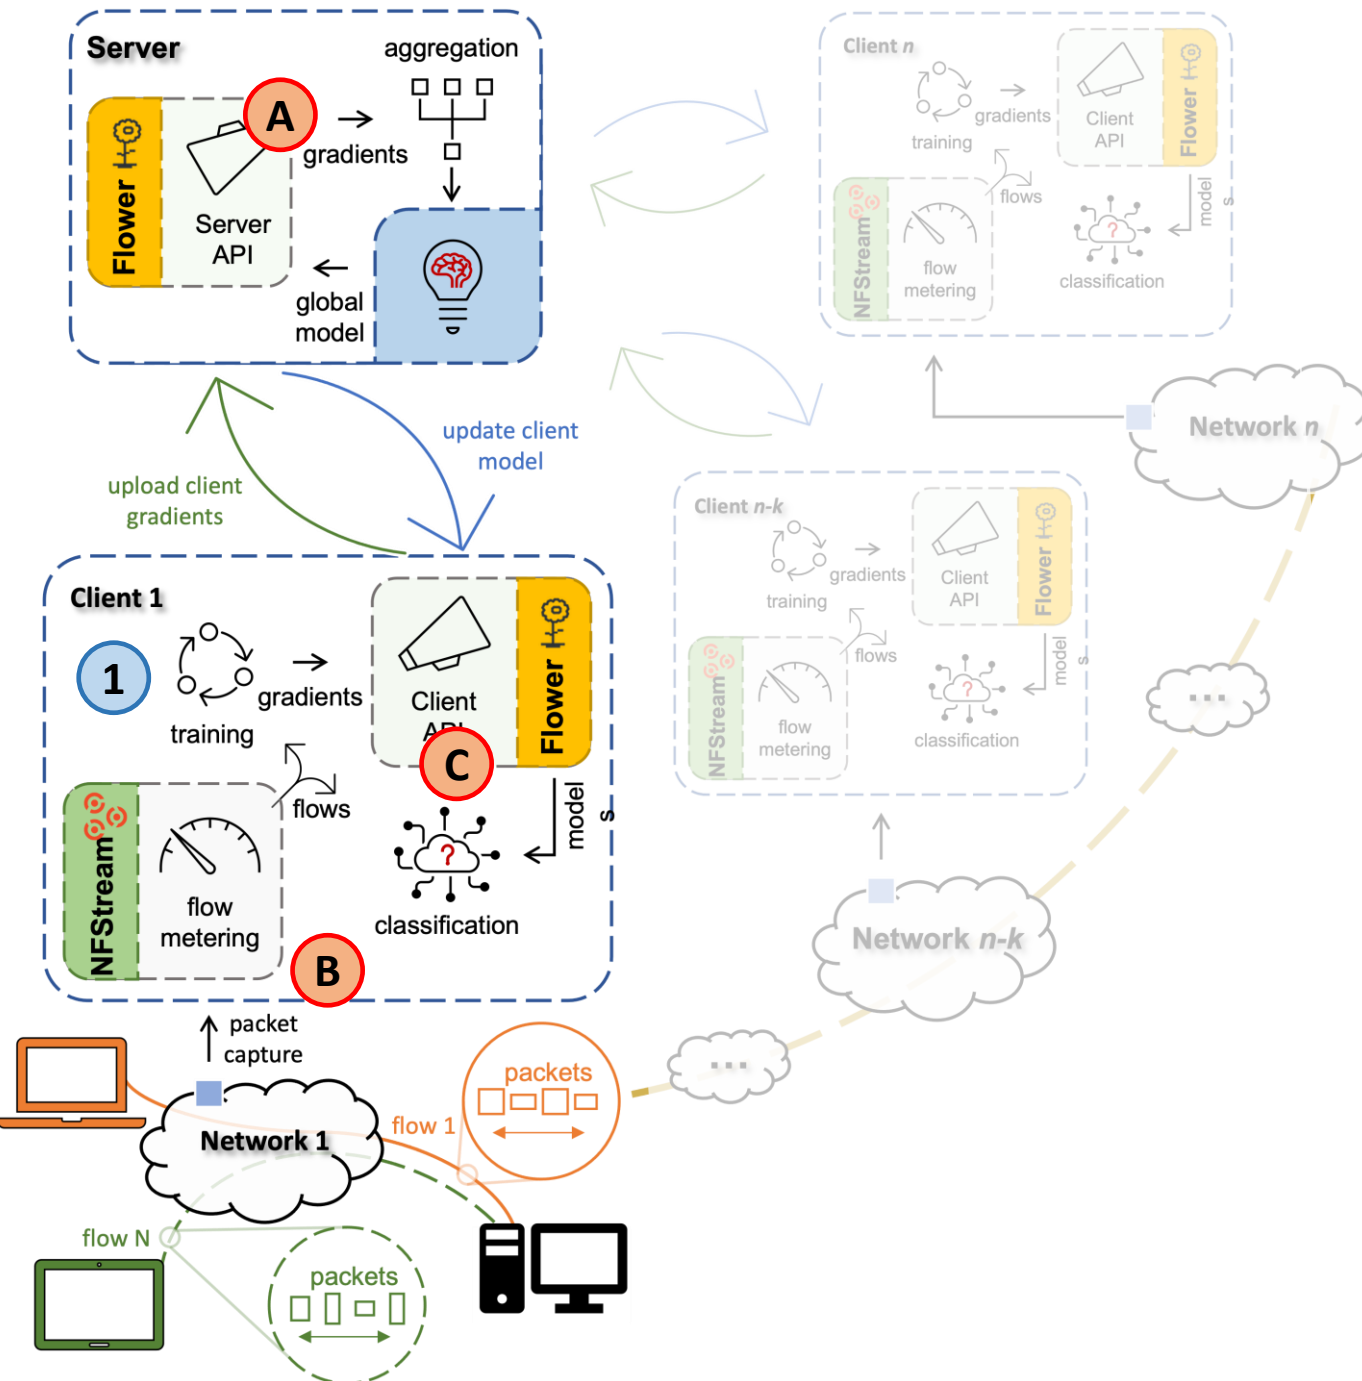 Server
aggregation
A
gradients
Flower
Server
API
global
model
update client
model
upload client
gradients
Client 1
1
training
gradients
Client
API
Flower
C
flows
model
s
NFStream
flow
metering
classification
B
packet
capture
Network 1
flow 1
packets
flow N
packets
Client n
training
gradients
Client
API
Flower
flows
model
s
NFStream
flow
metering
classification
Network n
Client n-k
training
gradients
Client
API
Flower
flows
model
s
NFStream
flow
metering
classification
...
Network n-k
...